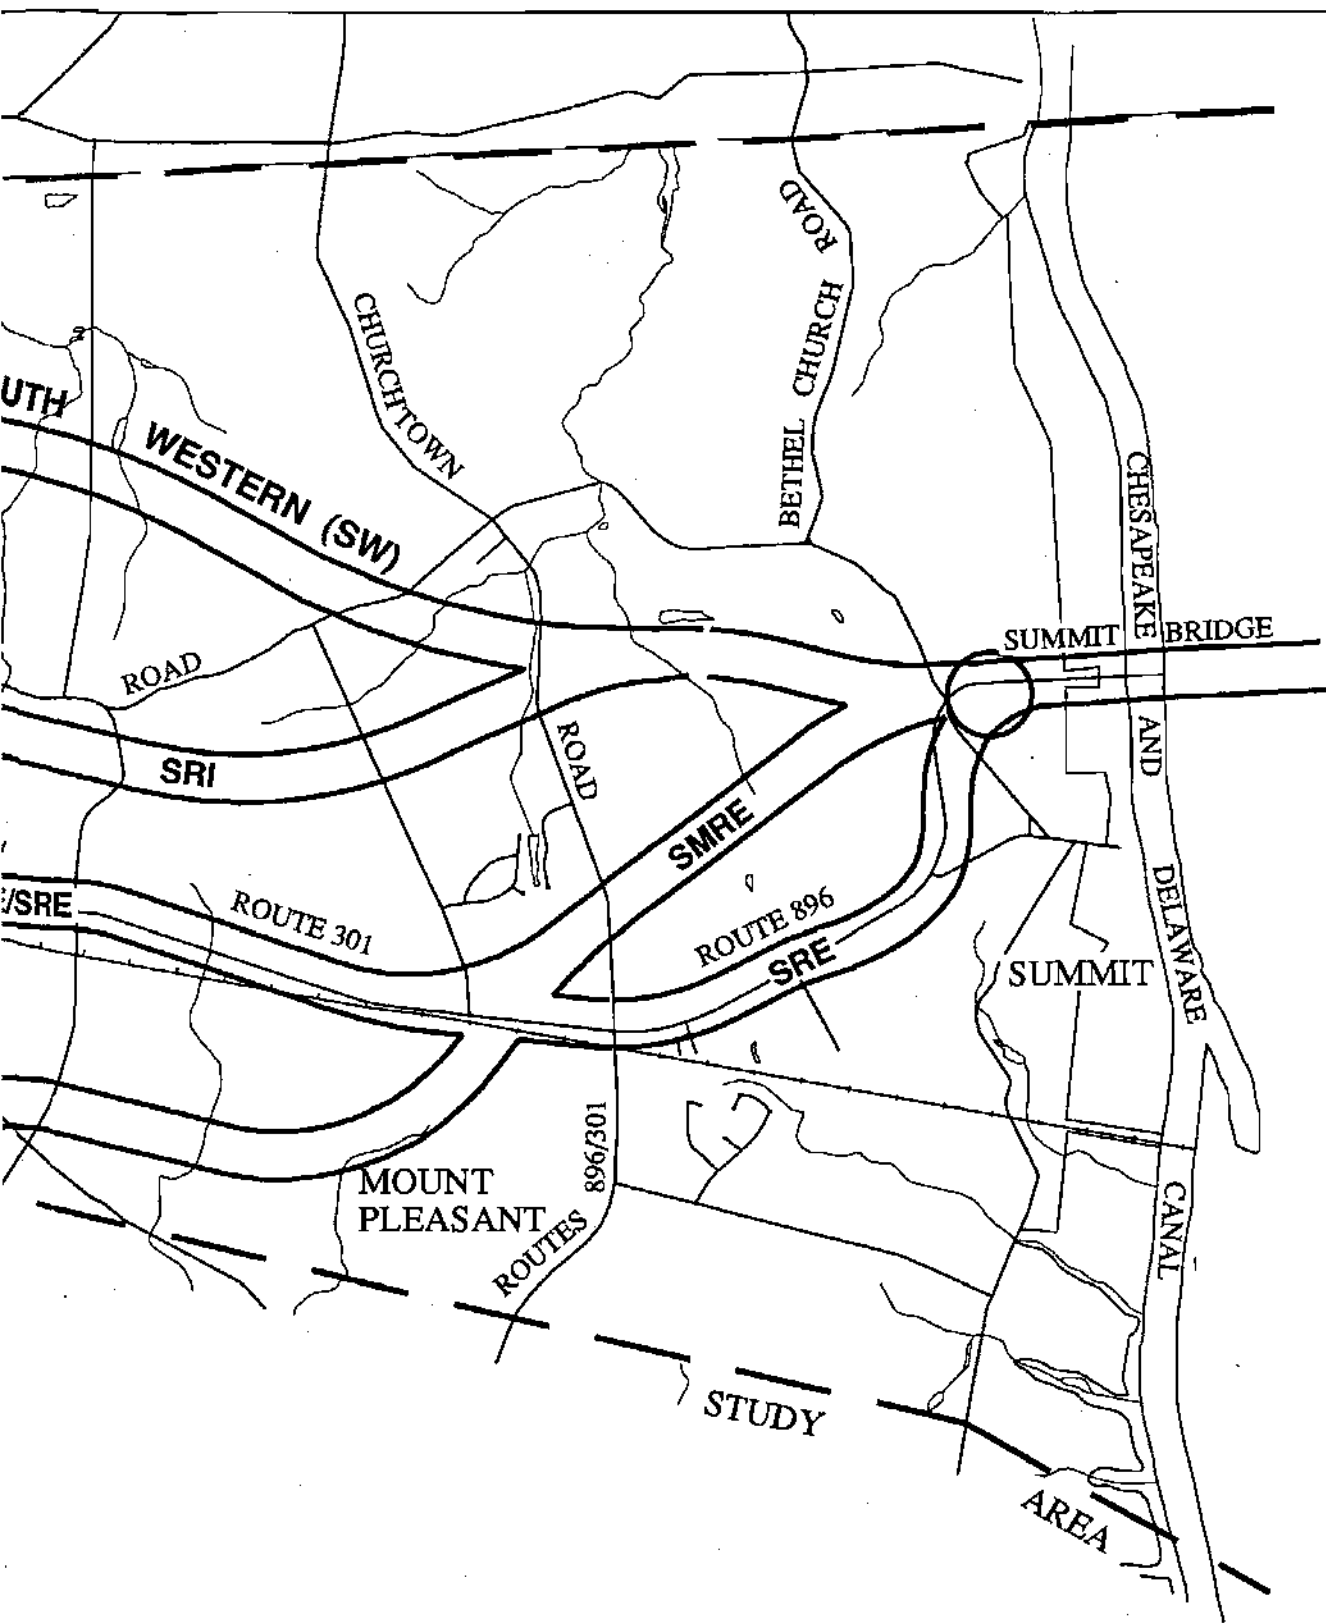 ROAD
BETHEL CHURCH
CHURCHTOWN
UTH
WESTERN (SW)
SUMMIT BRIDGE
ROAD
ROAD
SRI
SMRE
/SRE
ROUTE 301
ROUTE 896
SRE
SUMMIT
CHESAPEAKE
AND
DELAWARE
CANAL
MOUNT
PLEASANT
ROUTES 896/301
STUDY
AREA